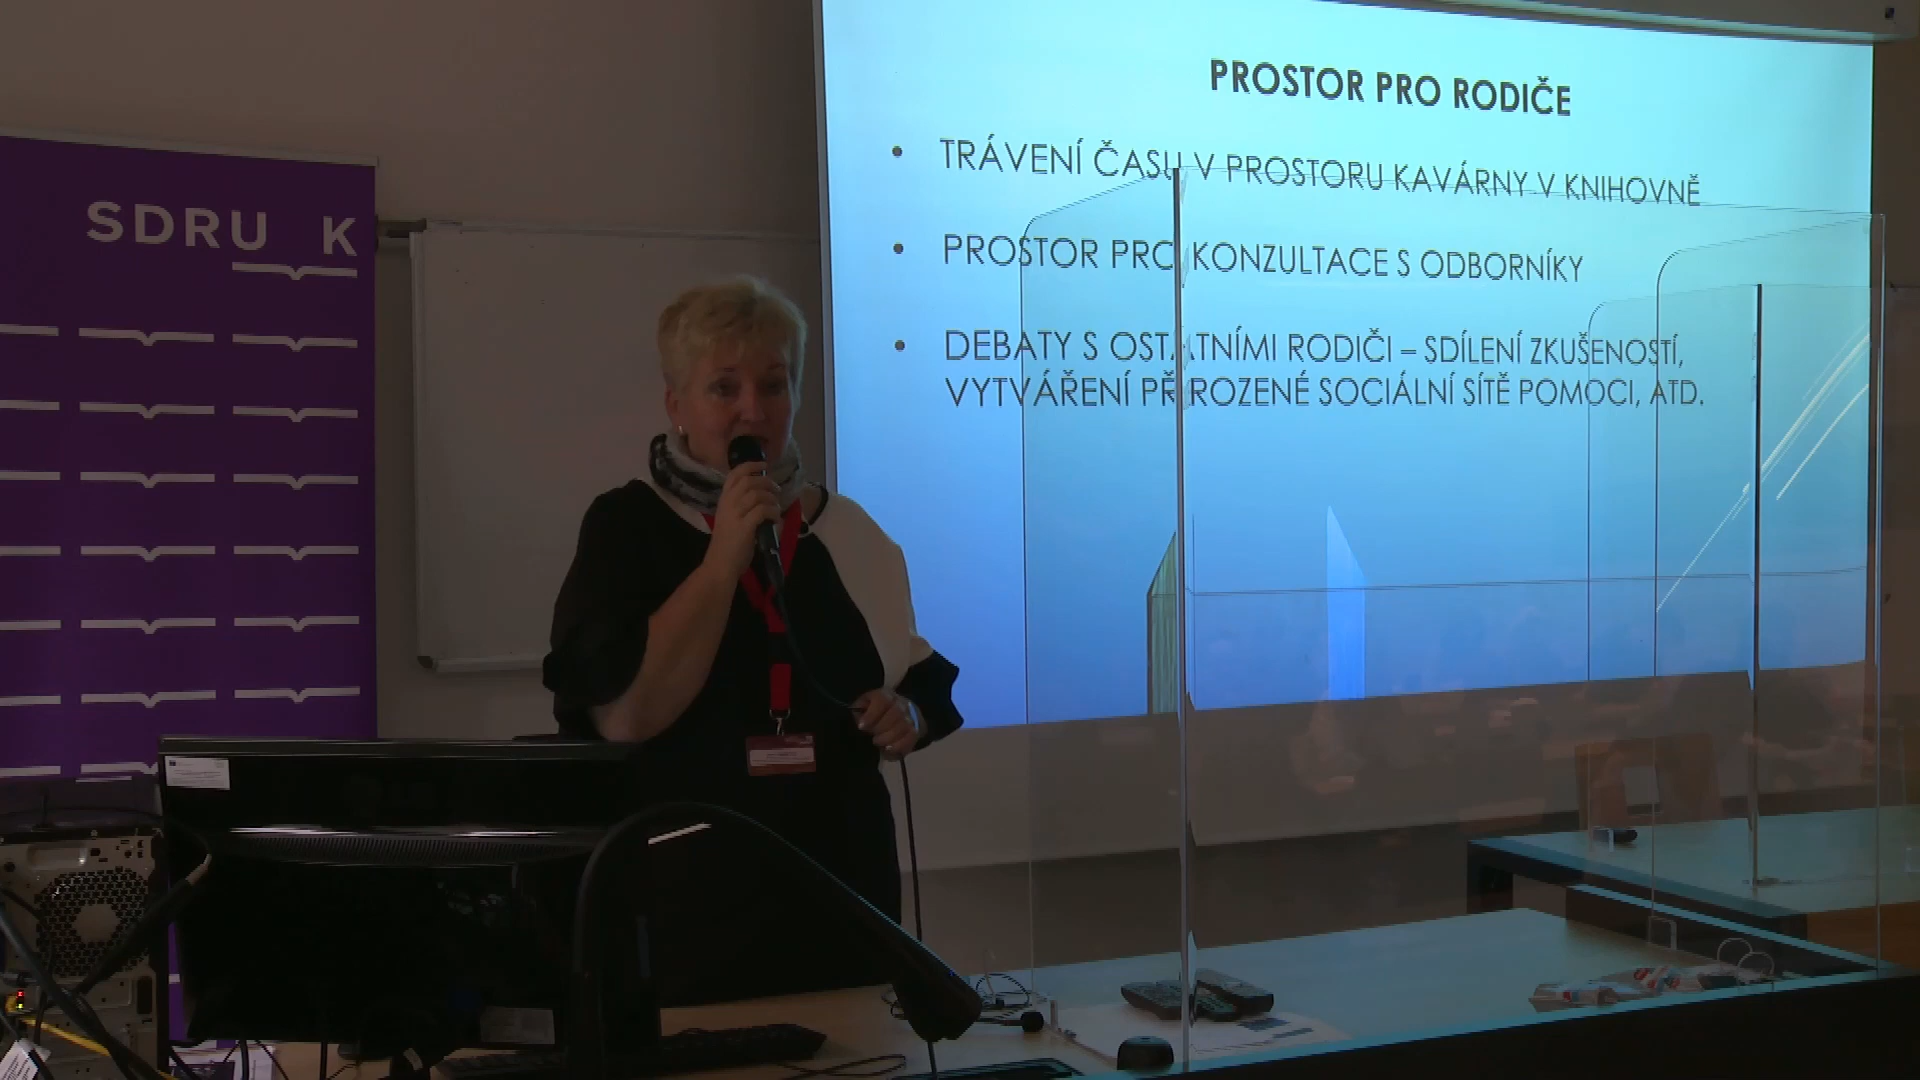 SDRU K
PROSTOR PRO RODIČE
• TRÁVENÍ ČASU V PROSTORU KAVÁRNY V KNIHOVNĚ
• PROSTOR PRO KONZULTACE S ODBORNÍKY
• DEBATY S OSTATNÍMI RODIČI – SDÍLENÍ ZKUŠENOSTÍ,
VYTVÁŘENÍ PŘIROZENÉ SOCIÁLNÍ SÍTĚ POMOCI, ATD.